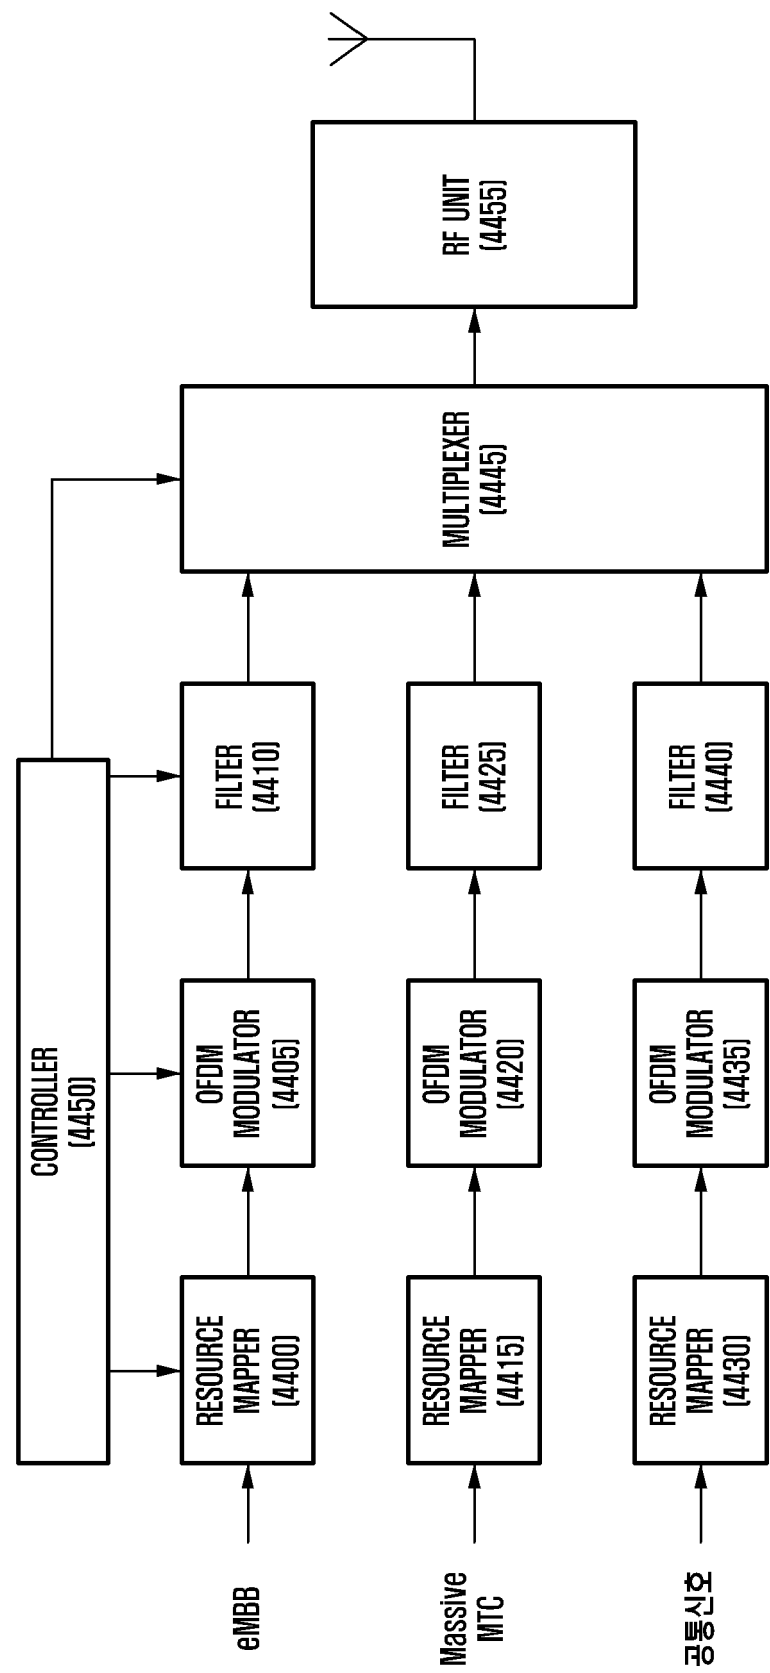 CONTROLLER
(4450)
eMBB
RESOURCE
MAPPER
(4400)
OFDM
MODULATOR
(4405)
FILTER
(4410)
Massive
MTC
RESOURCE
MAPPER
(4415)
OFDM
MODULATOR
(4420)
FILTER
(4425)
공통신호
RESOURCE
MAPPER
(4430)
OFDM
MODULATOR
(4435)
FILTER
(4440)
MULTIPLEXER
(4445)
RF UNIT
(4455)